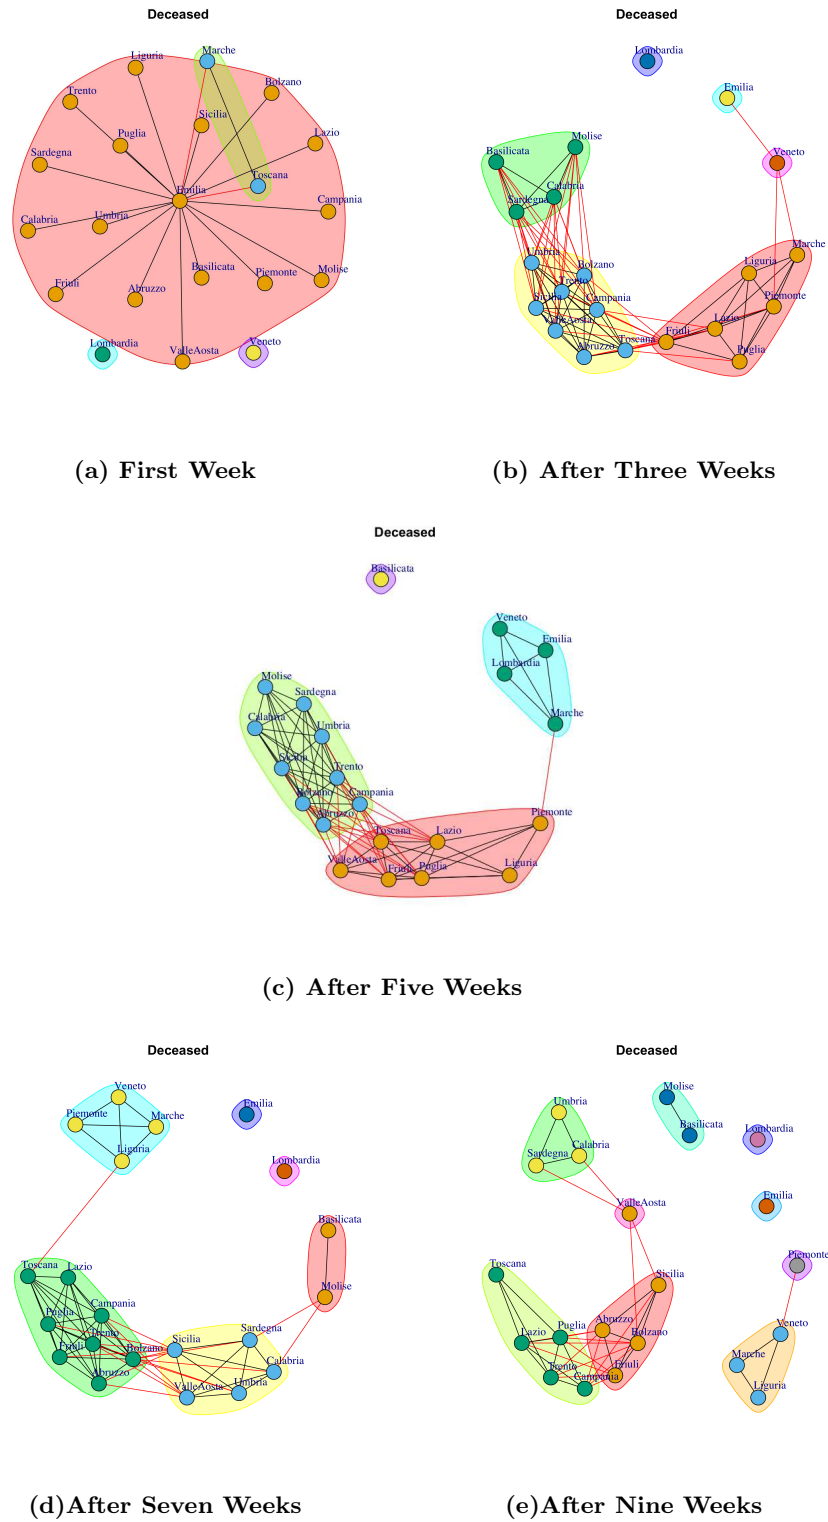 Deceased
Marche
Liguria
Bolzano
Trento
Sicilia
Lazio
Puglia
Sardegna
Toscana
Emilia
Campania
Calabria
Umbria
Basilicata
Piemonte
Molise
Friuli
Abruzzo
Lombardia
ValleAosta
Veneto
(a) First Week
Deceased
Lombardia
Emilia
Molise
Basilicata
Veneto
Calabria
Sardegna
Marche
Umbria
Bolzano
Liguria
Trento
Sicilia
Campania
Piemonte
ValleAosta
Lazio
Friuli
Toscana
Abruzzo
Puglia
(b) After Three Weeks
Deceased
Basilicata
Veneto
Emilia
Lombardia
Molise
Sardegna
Calabria
Marche
Umbria
Sicilia
Trento
Bolzano
Campania
Abruzzo
Piemonte
Toscana
Lazio
ValleAosta
Friuli
Puglia
Liguria
(c) After Five Weeks
Deceased
Veneto
Emilia
Piemonte
Marche
Liguria
Lombardia
Basilicata
Toscana
Lazio
Molise
Campania
Puglia
Trento
Sicilia
Sardegna
Friuli
Bolzano
Calabria
Abruzzo
ValleAosta
Umbria
(d)After Seven Weeks
Deceased
Molise
Umbria
Basilicata
Lombardia
Calabria
Sardegna
ValleAosta
Emilia
Piemonte
Toscana
Sicilia
Abruzzo
Veneto
Lazio
Puglia
Bolzano
Marche
Trento
Friuli
Campania
Liguria
(e)After Nine Weeks